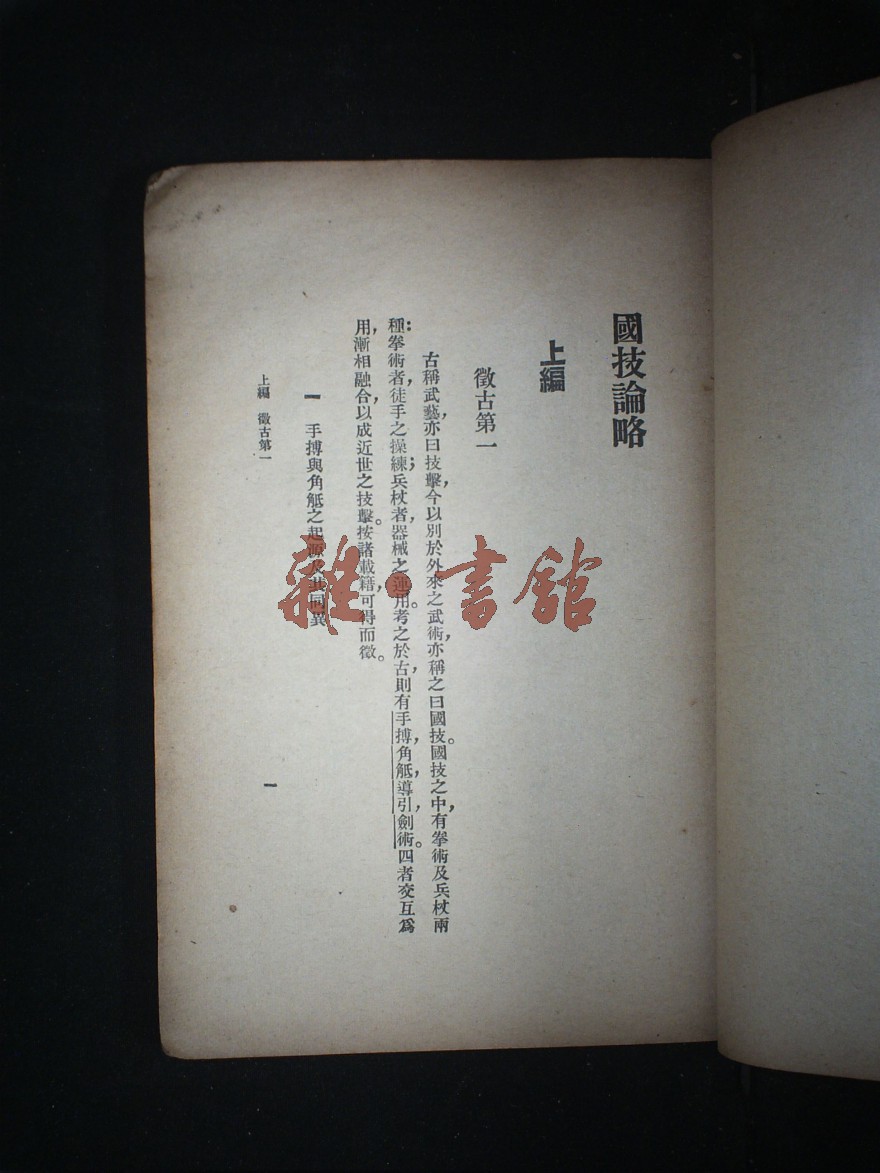 國技論略
上編
徵古第一
古稱武藝，亦曰技擊，今以別於外來之武術，亦稱之曰國技。國技之中，有拳術及兵杖兩
種：拳術者，徒手之操練；兵杖者，器械之運用。考之於古，則有手搏，角觝，導引，劍術。四者交互爲
用，漸相融合，以成近世之技擊。按諸載籍，可得而徵。
一 手搏與角觝之起源及其同異
上編 徵古第一
一
雜·書館